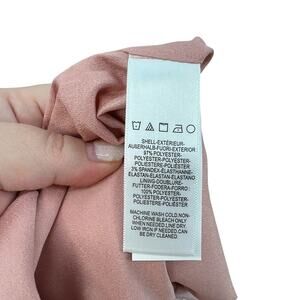 SHELL-EXTÉRIEUR-
AUSSERHALB-FUORI-EXTERIOR:
97% POLYESTER-
POLYESTER-POLYESTER-
POLIESTERE-POLIÉSTER
3% SPANDEX-ÉLASTHANNE-
ELASTAN-ELASTAN-ELASTANO
LINING-DOUBLURE-
FUTTER-FODERA-FORRO:
100% POLYESTER-
POLYESTER-POLYESTER-
POLIESTERE-POLIÉSTER
MACHINE WASH COLD.NON-
CHLORINE BLEACH ONLY
WHEN NEEDED.LINE DRY
LOW IRON IF NEEDED.CAN
BE DRY CLEANED.